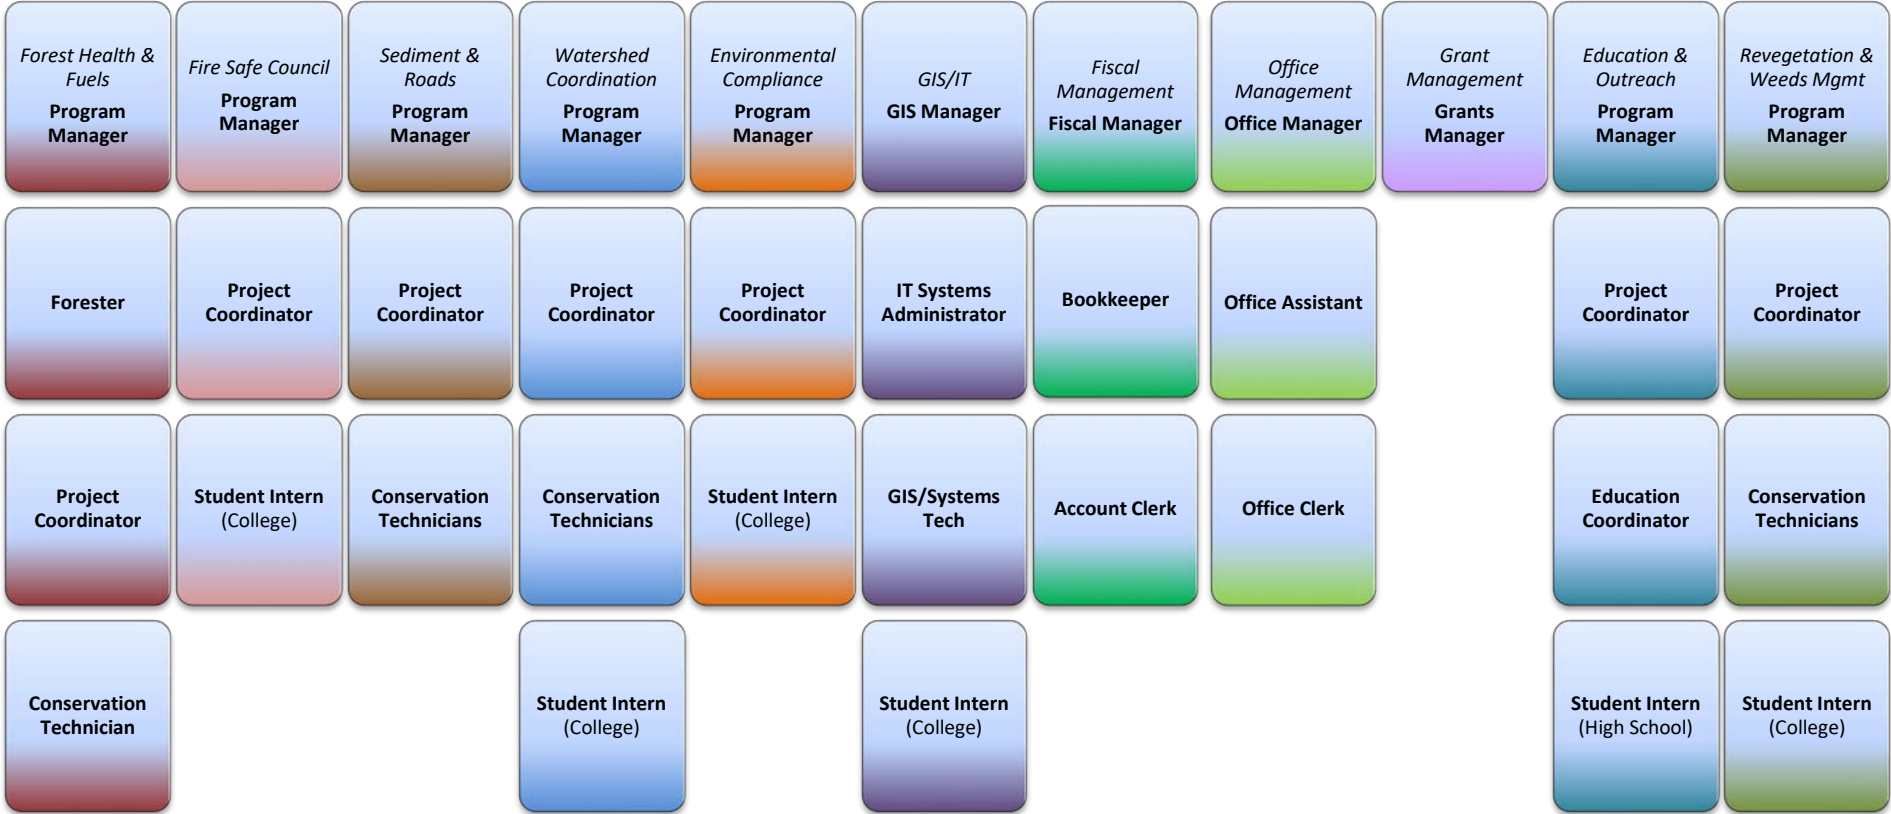 Forest Health &
Fuels
Program
Manager
Fire Safe Council
Program
Manager
Sediment &
Roads
Program
Manager
Watershed
Coordination
Program
Manager
Environmental
Compliance
Program
Manager
GIS/IT
GIS Manager
Fiscal
Management
Fiscal Manager
Office
Management
Office Manager
Grant
Management
Grants
Manager
Education &
Outreach
Program
Manager
Revegetation &
Weeds Mgmt
Program
Manager
Forester
Project
Coordinator
Project
Coordinator
Project
Coordinator
Project
Coordinator
IT Systems
Administrator
Bookkeeper
Office Assistant
Project
Coordinator
Project
Coordinator
Project
Coordinator
Student Intern
(College)
Conservation
Technicians
Conservation
Technicians
Student Intern
(College)
GIS/Systems
Tech
Account Clerk
Office Clerk
Education
Coordinator
Conservation
Technicians
Conservation
Technician
Student Intern
(College)
Student Intern
(College)
Student Intern
(High School)
Student Intern
(College)